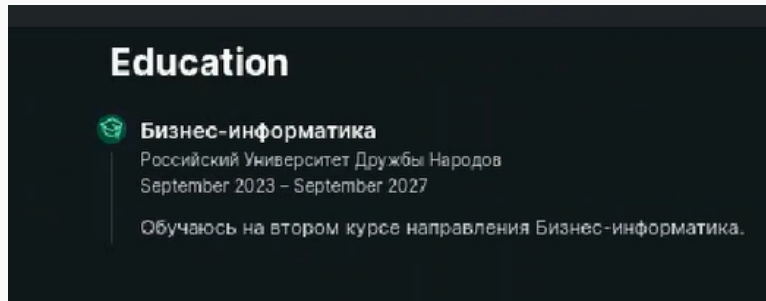 Education
Бизнес-информатика
Российский Университет Дружбы Народов
September 2023 – September 2027
Обучаюсь на втором курсе направления Бизнес-информатика.